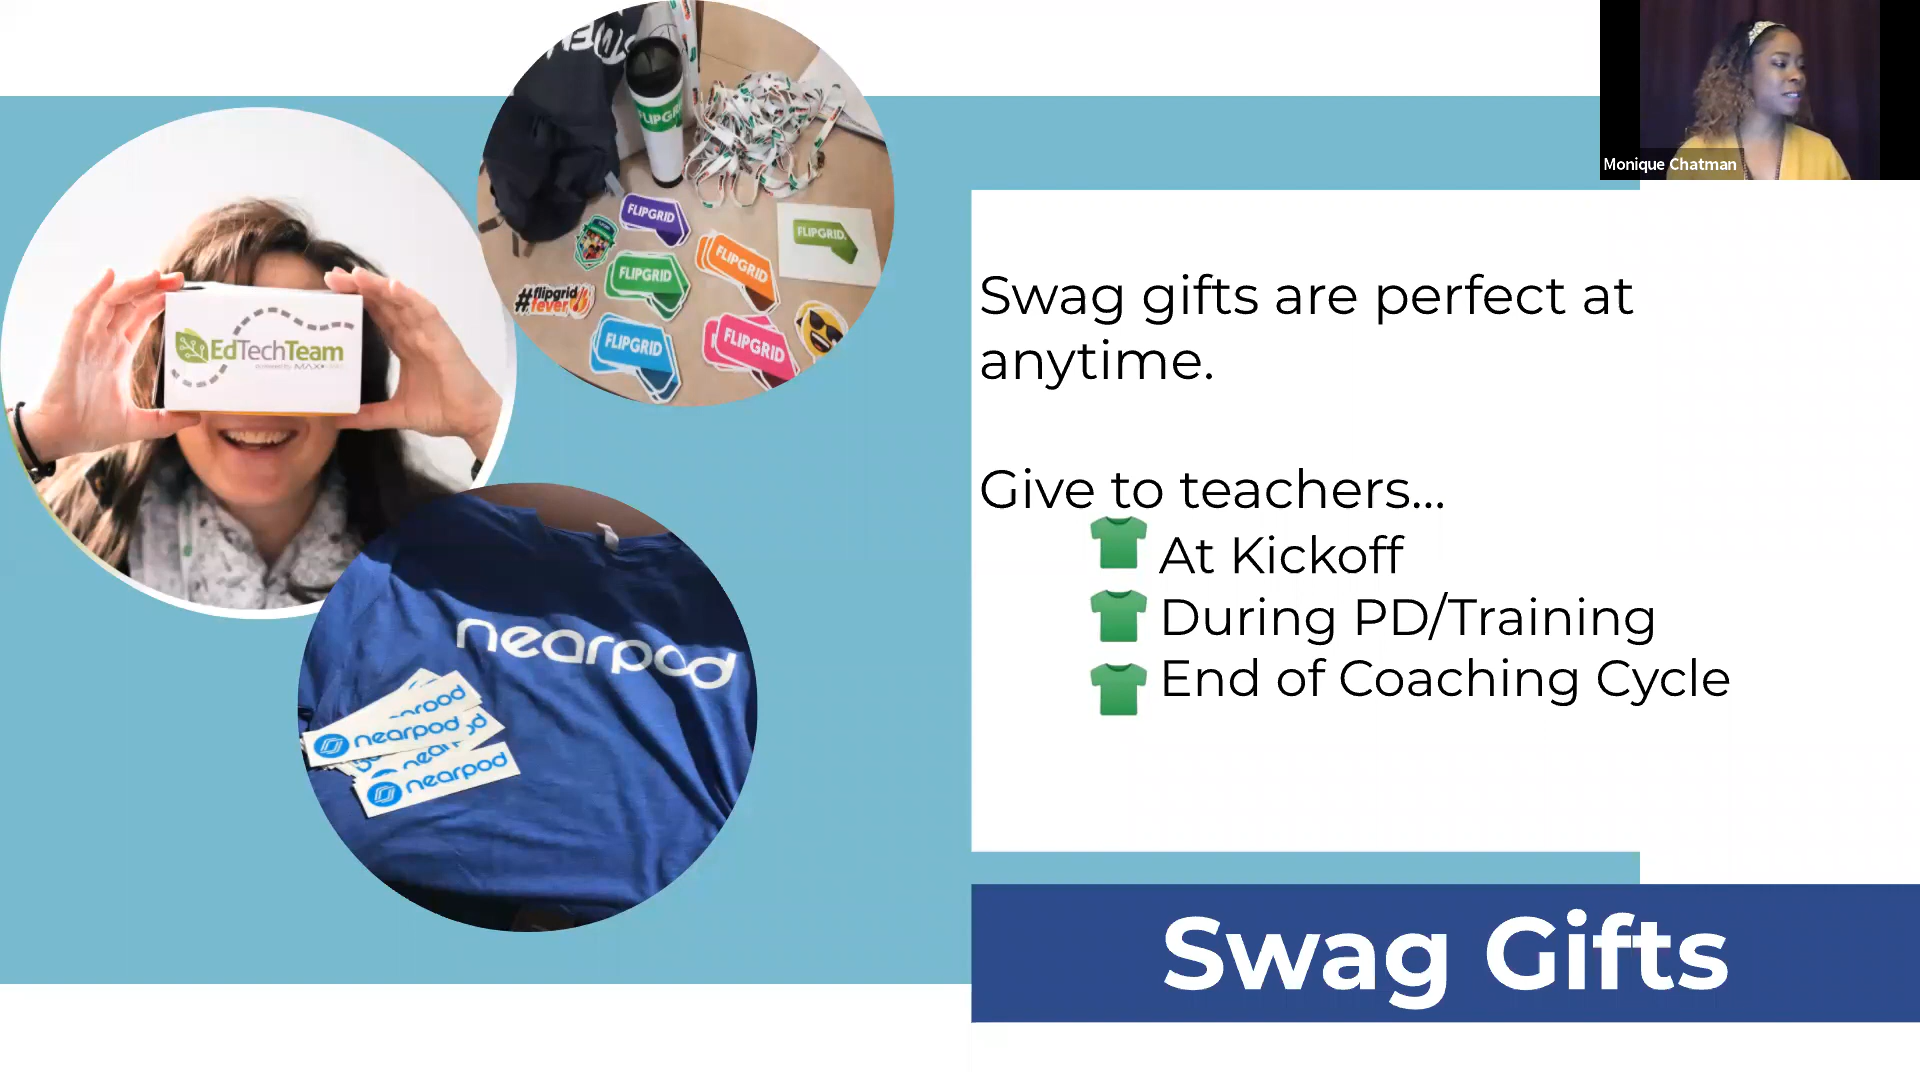 Monique Chatman
FLIPGRID
FLIPGRID
FLIPGRID
FLIPGRID.
FLIPGRID
#flipgrid
fever
FLIPGRID
FLIPGRID
EdTechTeam
nearpod
nearpod
nearpod
Swag gifts are perfect at
anytime.
Give to teachers...
At Kickoff
During PD/Training
End of Coaching Cycle
Swag Gifts